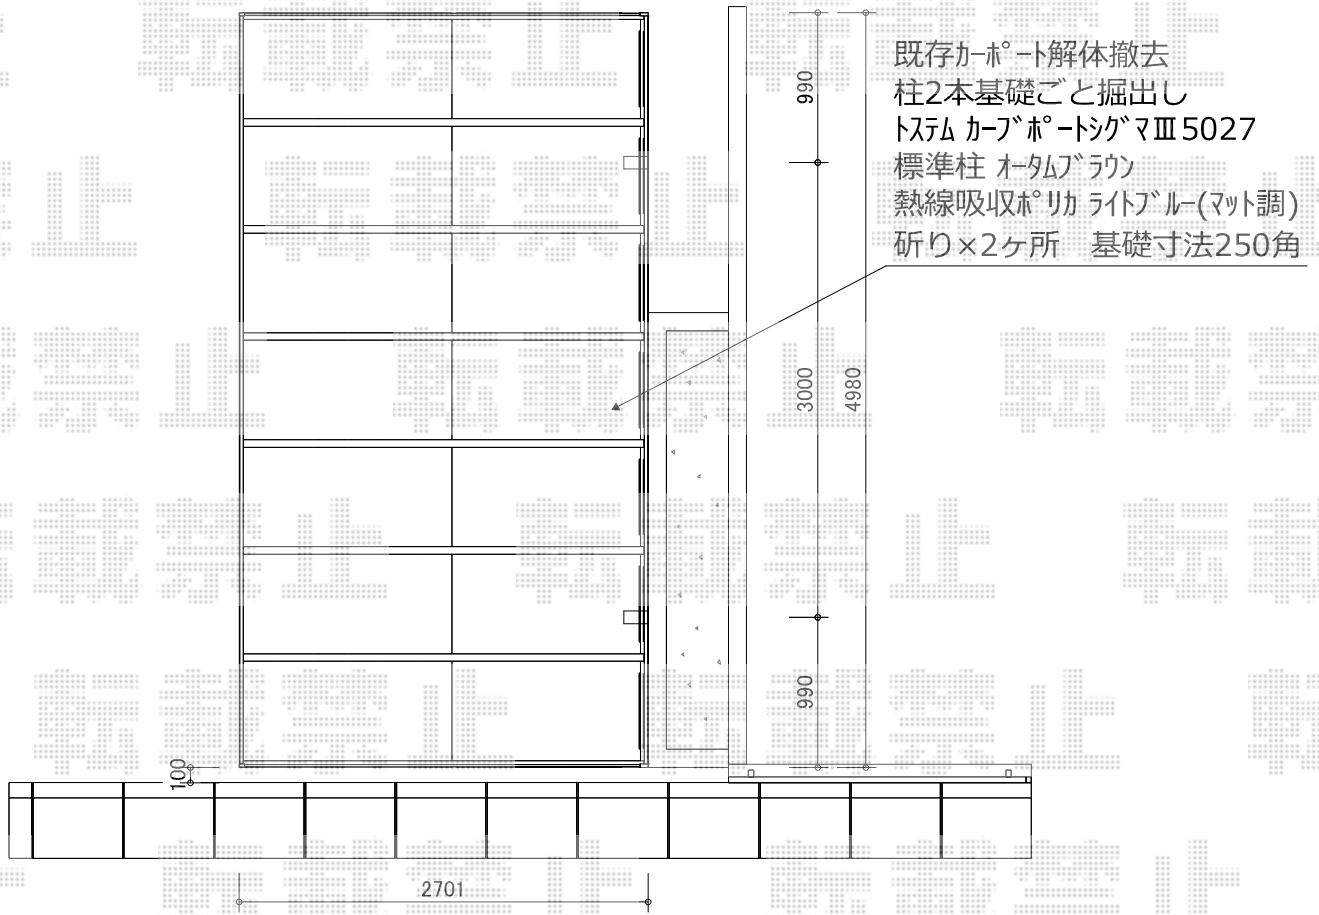 既存ｶｰﾎﾟｰﾄ解体撤去
柱2本基礎ごと掘出し
ﾄｽﾃﾑ ｶｰﾌﾞﾎﾟｰﾄｼｸﾞﾏⅢ5027
標準柱 ｵｰﾀﾑﾌﾞﾗｳﾝ
熱線吸収ﾎﾟﾘｶ ﾗｲﾄﾌﾞﾙｰ(ﾏｯﾄ調)
斫り×2ヶ所　基礎寸法250角
990
3000
4980
990
100
2701
転載禁止